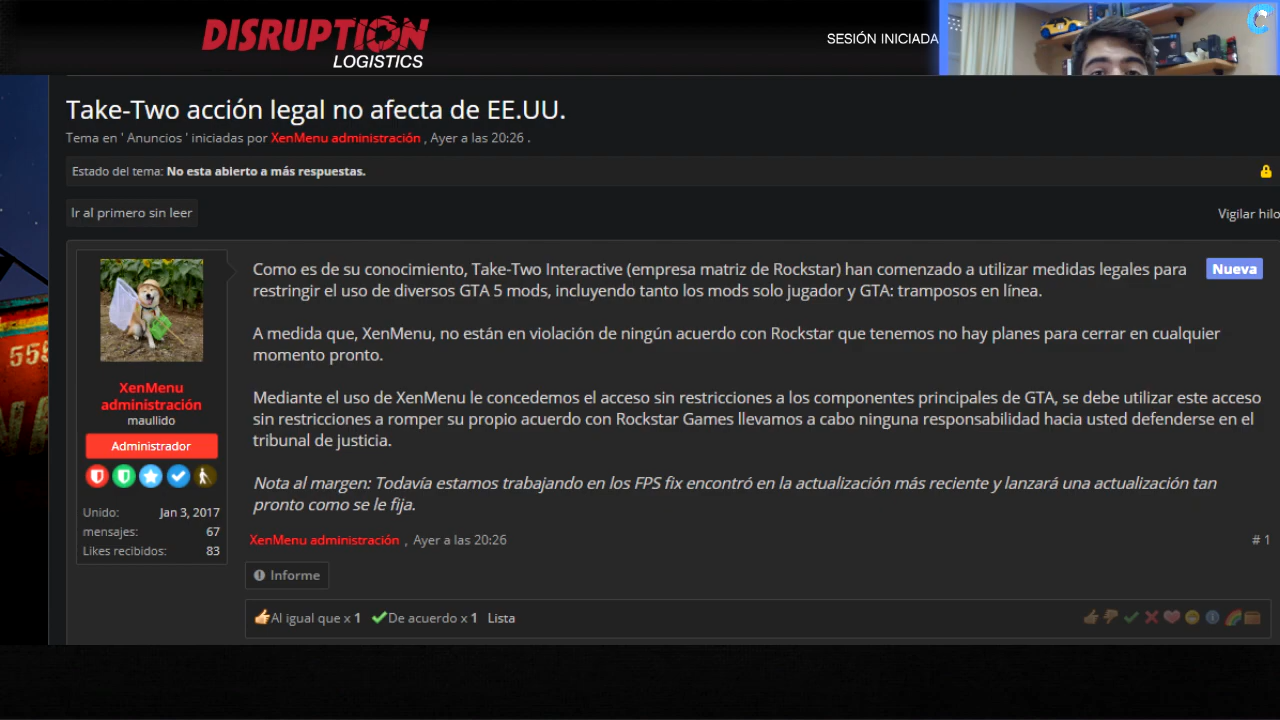 DISRUPTION
LOGISTICS
SESIÓN INICIADA
Take-Two acción legal no afecta de EE.UU.
Tema en ' Anuncios ' iniciadas por XenMenu administración , Ayer a las 20:26 .
Estado del tema: No esta abierto a más respuestas.
Ir al primero sin leer
Vigilar hilo
Como es de su conocimiento, Take-Two Interactive (empresa matriz de Rockstar) han comenzado a utilizar medidas legales para
restringir el uso de diversos GTA 5 mods, incluyendo tanto los mods solo jugador y GTA: tramposos en línea.
Nueva
A medida que, XenMenu, no están en violación de ningún acuerdo con Rockstar que tenemos no hay planes para cerrar en cualquier
momento pronto.
Mediante el uso de XenMenu le concedemos el acceso sin restricciones a los componentes principales de GTA, se debe utilizar este acceso
sin restricciones a romper su propio acuerdo con Rockstar Games llevamos a cabo ninguna responsabilidad hacia usted defenderse en el
tribunal de justicia.
Nota al margen: Todavía estamos trabajando en los FPS fix encontró en la actualización más reciente y lanzará una actualización tan
pronto como se le fija.
XenMenu administración , Ayer a las 20:26
# 1
Informe
Al igual que x 1 De acuerdo x 1 Lista
XenMenu
administración
maullido
Administrador
Unido: Jan 3, 2017
mensajes: 67
Likes recibidos: 83